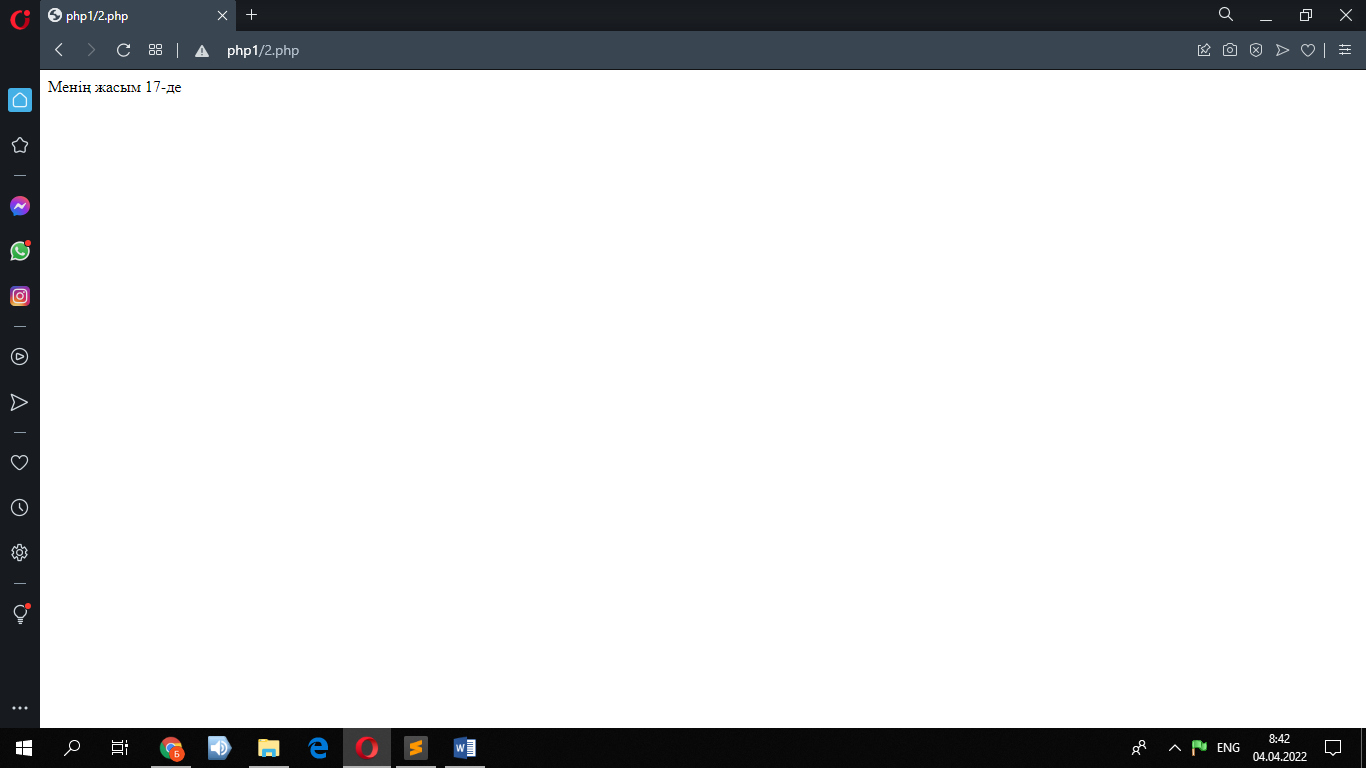 php1/2.php
php1/2.php
Менің жасым 17-де
Б
W
ENG
8:42
04.04.2022